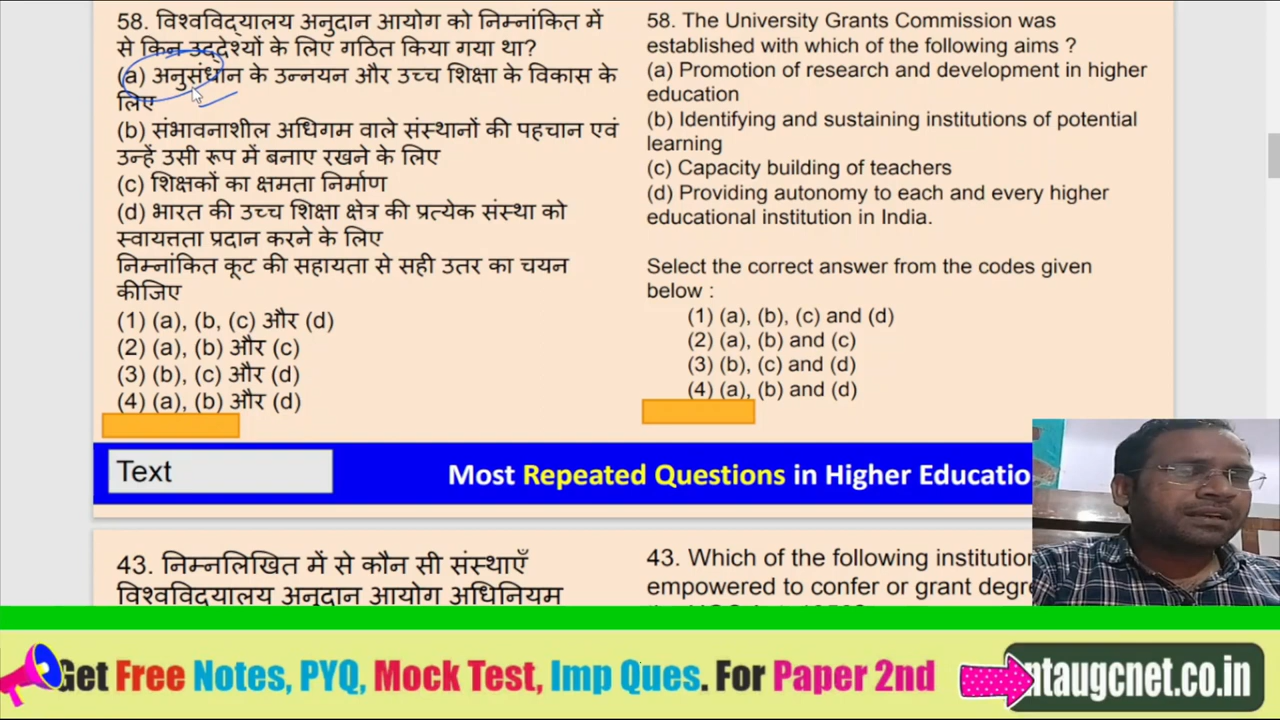 58. विश्वविद्यालय अनुदान आयोग को निम्नांकित में
से किन उद्देश्यों के लिए गठित किया गया था?
(a) अनुसंधान के उन्नयन और उच्च शिक्षा के विकास के
लिए
(b) संभावनाशील अधिगम वाले संस्थानों की पहचान एवं
उन्हें उसी रूप में बनाए रखने के लिए
(c) शिक्षकों का क्षमता निर्माण
(d) भारत की उच्च शिक्षा क्षेत्र की प्रत्येक संस्था को
स्वायत्तता प्रदान करने के लिए
निम्नांकित कूट की सहायता से सही उतर का चयन
कीजिए
(1) (a), (b, (c) और (d)
(2) (a), (b) और (c)
(3) (b), (c) और (d)
(4) (a), (b) और (d)
58. The University Grants Commission was
established with which of the following aims ?
(a) Promotion of research and development in higher
education
(b) Identifying and sustaining institutions of potential
learning
(c) Capacity building of teachers
(d) Providing autonomy to each and every higher
educational institution in India.
Select the correct answer from the codes given
below :
(1) (a), (b), (c) and (d)
(2) (a), (b) and (c)
(3) (b), (c) and (d)
(4) (a), (b) and (d)
Text
Most Repeated Questions in Higher Educatio
43. निम्नलिखित में से कौन सी संस्थाएँ
विश्वविद्यालय अनुदान आयोग अधिनियम
43. Which of the following institution
empowered to confer or grant degre
Get Free Notes, PYQ, Mock Test, Imp Ques. For Paper 2nd
ntaugcnet.co.in